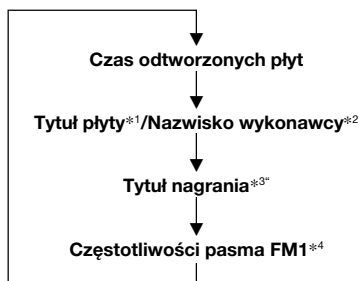 Czas odtworzonych płyt
Tytuł płyty*1/Nazwisko wykonawcy*2
Tytuł nagrania*3“
Częstotliwości pasma FM1*4